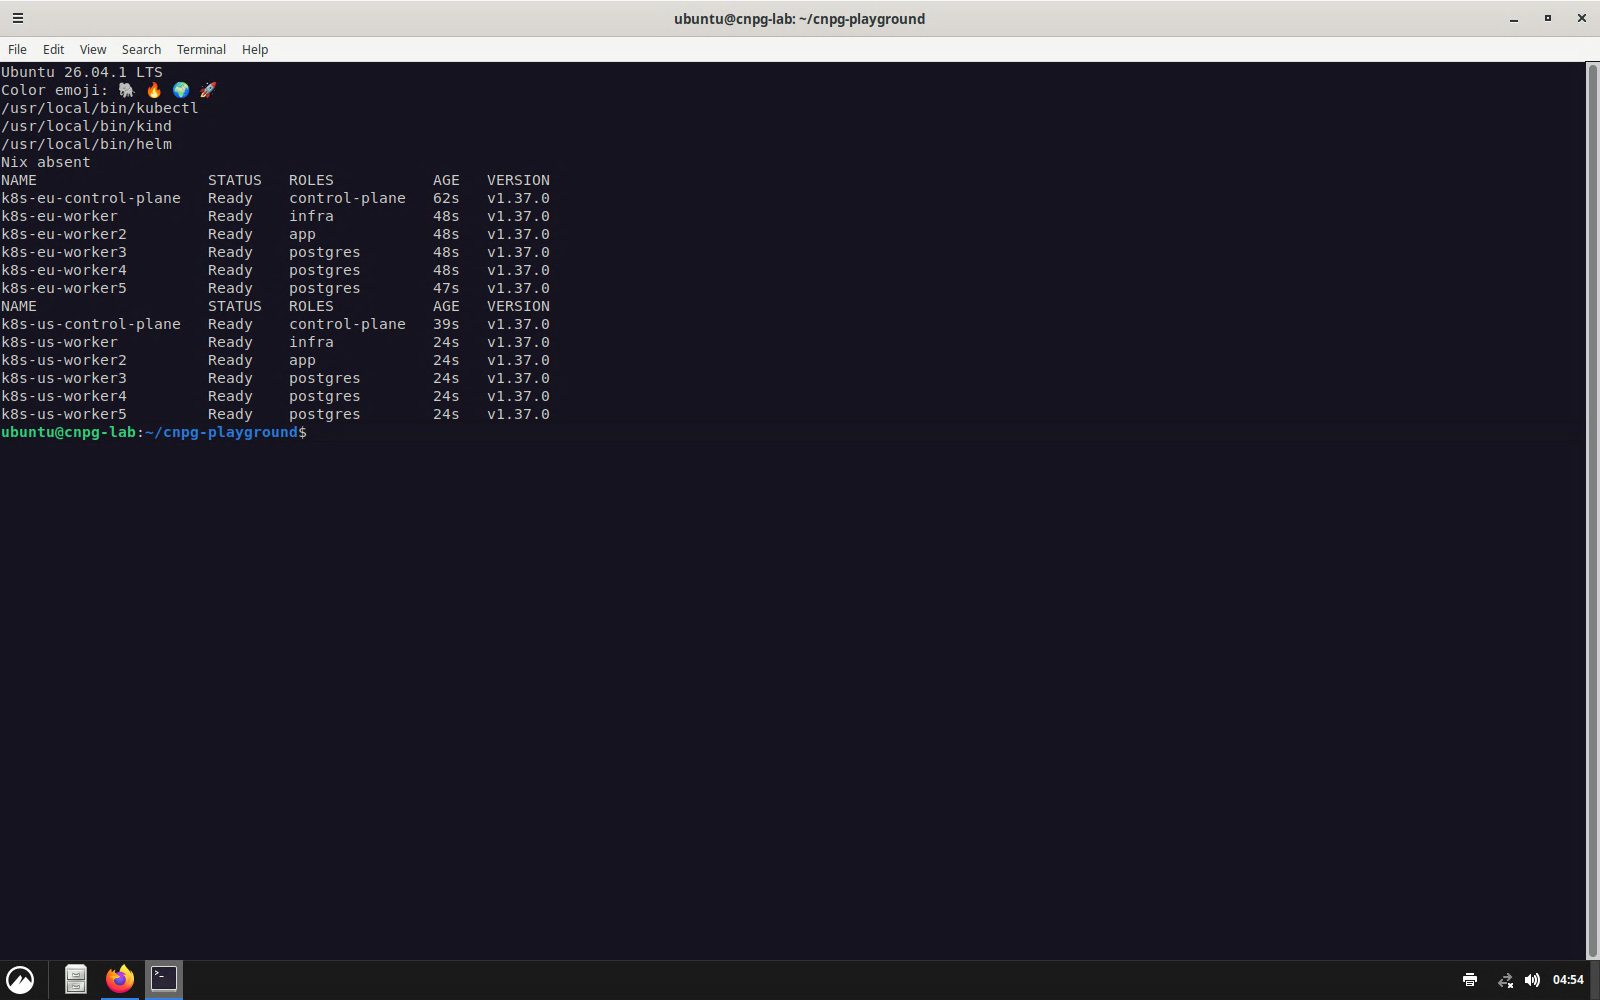 ubuntu@cnpg-lab: ~/cnpg-playground
File Edit View Search Terminal Help
Ubuntu 26.04.1 LTS
Color emoji: 🐘 🔥 🌍 🚀
/usr/local/bin/kubectl
/usr/local/bin/kind
/usr/local/bin/helm
Nix absent
NAME                   STATUS   ROLES           AGE   VERSION
k8s-eu-control-plane   Ready    control-plane   62s   v1.37.0
k8s-eu-worker          Ready    infra           48s   v1.37.0
k8s-eu-worker2         Ready    app             48s   v1.37.0
k8s-eu-worker3         Ready    postgres        48s   v1.37.0
k8s-eu-worker4         Ready    postgres        48s   v1.37.0
k8s-eu-worker5         Ready    postgres        47s   v1.37.0
NAME                   STATUS   ROLES           AGE   VERSION
k8s-us-control-plane   Ready    control-plane   39s   v1.37.0
k8s-us-worker          Ready    infra           24s   v1.37.0
k8s-us-worker2         Ready    app             24s   v1.37.0
k8s-us-worker3         Ready    postgres        24s   v1.37.0
k8s-us-worker4         Ready    postgres        24s   v1.37.0
k8s-us-worker5         Ready    postgres        24s   v1.37.0
ubuntu@cnpg-lab:~/cnpg-playground$
04:54